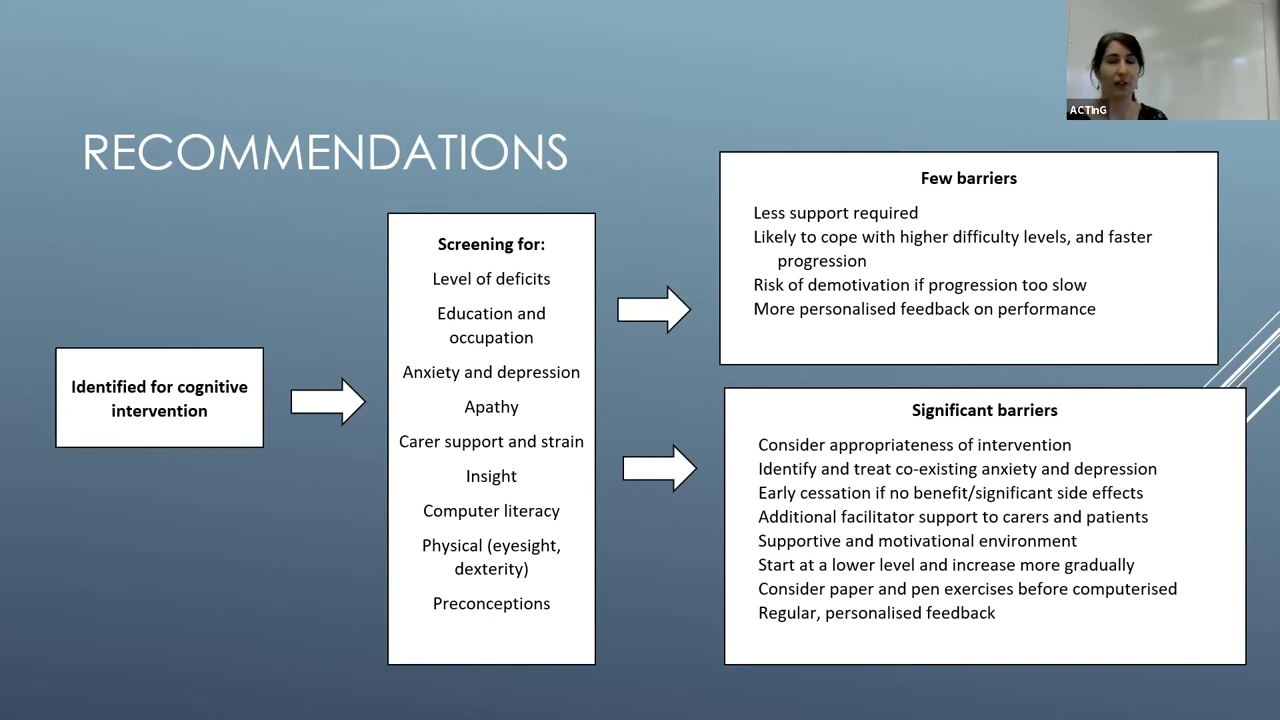 ACTInG
RECOMMENDATIONS
Identified for cognitive
intervention
Screening for:
Level of deficits
Education and
occupation
Anxiety and depression
Apathy
Carer support and strain
Insight
Computer literacy
Physical (eyesight,
dexterity)
Preconceptions
Few barriers
Less support required
Likely to cope with higher difficulty levels, and faster
progression
Risk of demotivation if progression too slow
More personalised feedback on performance
Significant barriers
Consider appropriateness of intervention
Identify and treat co-existing anxiety and depression
Early cessation if no benefit/significant side effects
Additional facilitator support to carers and patients
Supportive and motivational environment
Start at a lower level and increase more gradually
Consider paper and pen exercises before computerised
Regular, personalised feedback